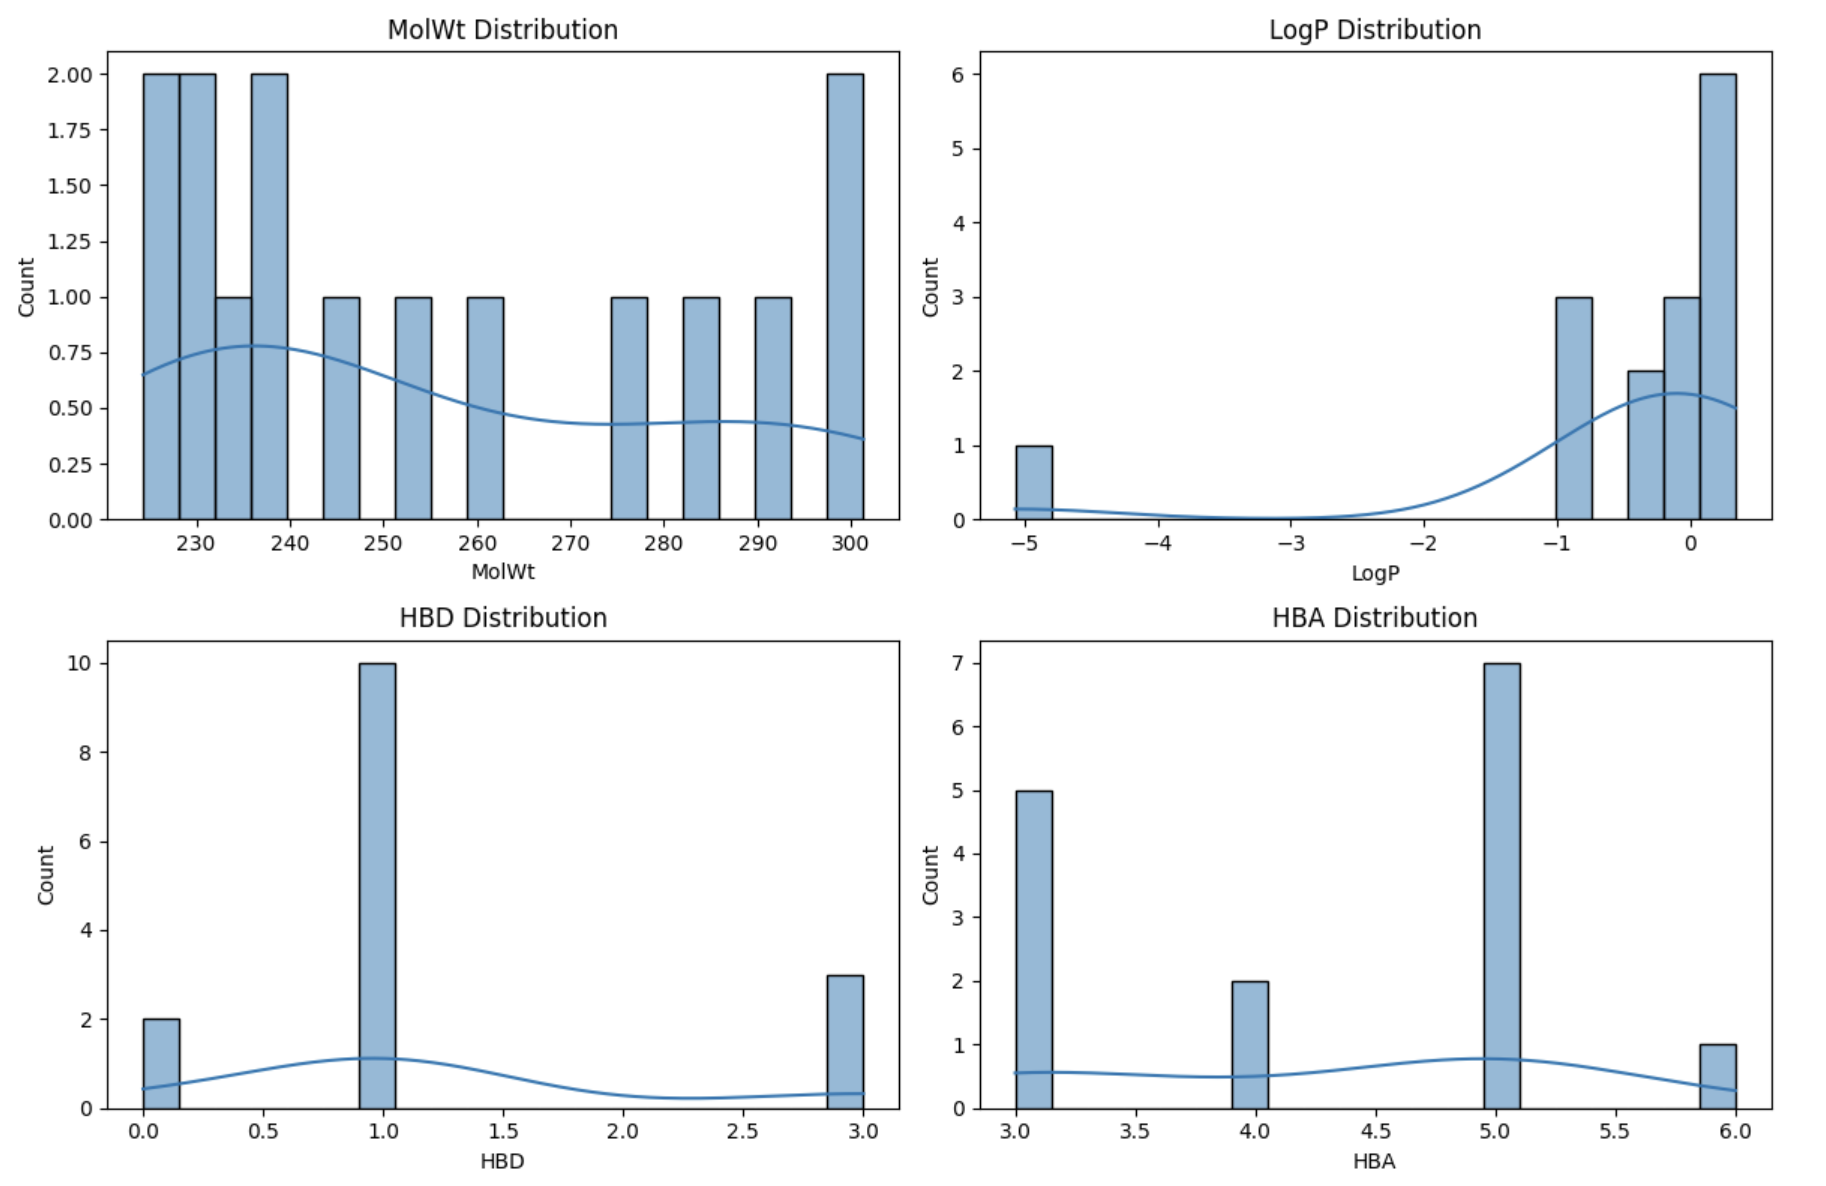 MolWt Distribution
2.00
1.75
1.50
1.25
1.00
0.75
0.50
0.25
0.00
Count
230 240 250 260 270 280 290 300
MolWt
LogP Distribution
6
5
4
3
2
1
0
Count
−5 −4 −3 −2 −1 0
LogP
HBD Distribution
10
8
6
4
2
0
Count
0.0 0.5 1.0 1.5 2.0 2.5 3.0
HBD
HBA Distribution
7
6
5
4
3
2
1
0
Count
3.0 3.5 4.0 4.5 5.0 5.5 6.0
HBA